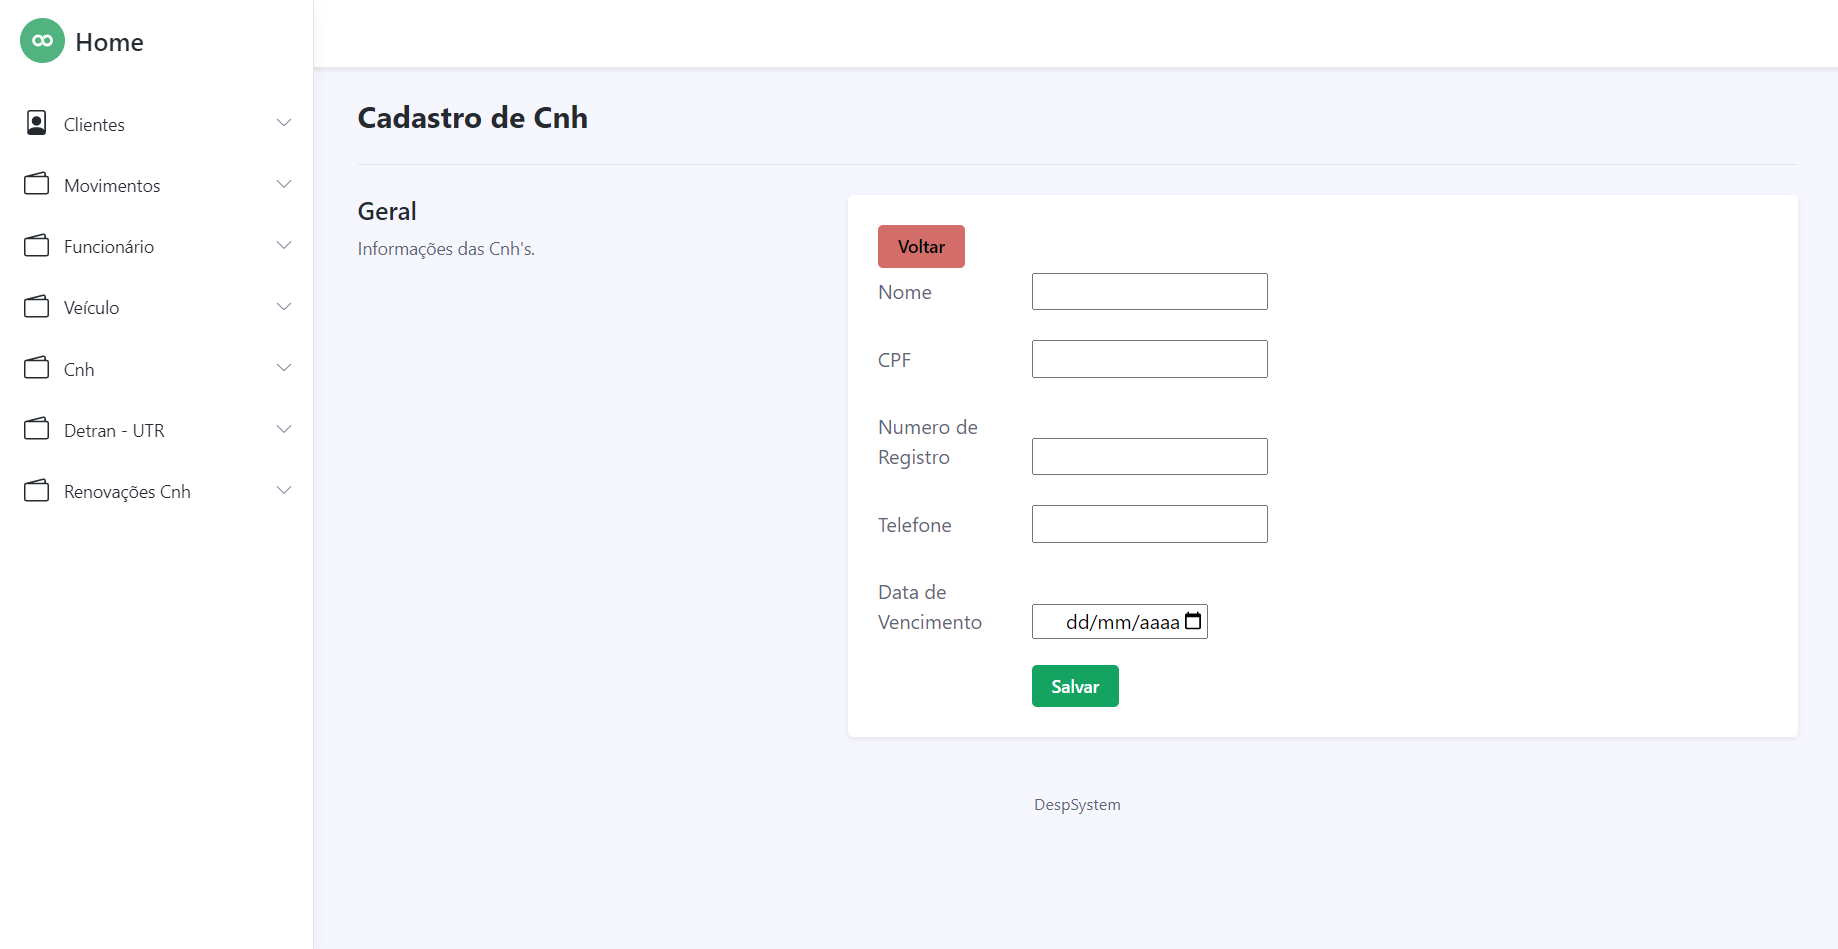 Home
Clientes
Movimentos
Funcionário
Veículo
Cnh
Detran - UTR
Renovações Cnh
Cadastro de Cnh
Geral
Informações das Cnh's.
Voltar
Nome
CPF
Numero de
Registro
Telefone
Data de
Vencimento
dd/mm/aaaa
Salvar
DespSystem